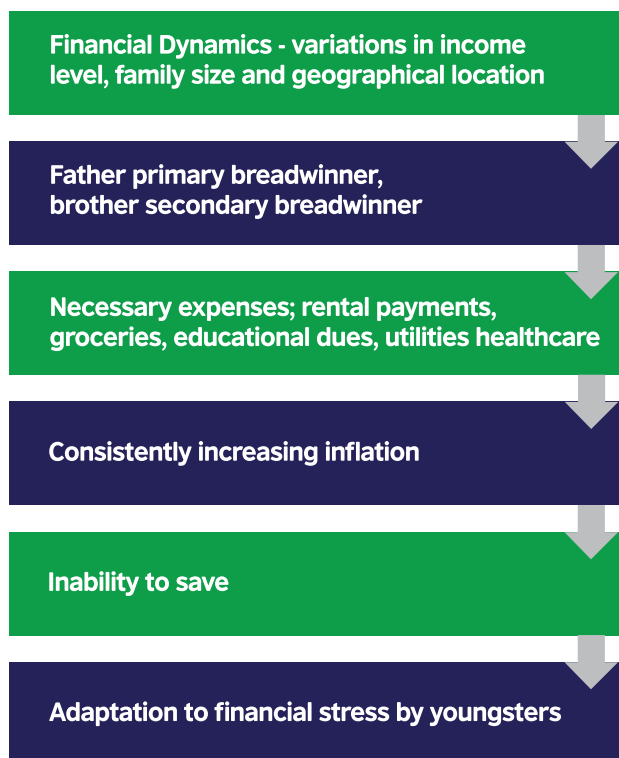 Financial Dynamics - variations in income
level, family size and geographical location
Father primary breadwinner,
brother secondary breadwinner
Necessary expenses; rental payments,
groceries, educational dues, utilities healthcare
Consistently increasing inflation
Inability to save
Adaptation to financial stress by youngsters